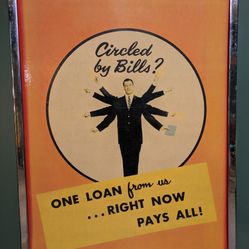 Circled
by Bills?
ONE LOAN from us
...RIGHT NOW
PAYS ALL!